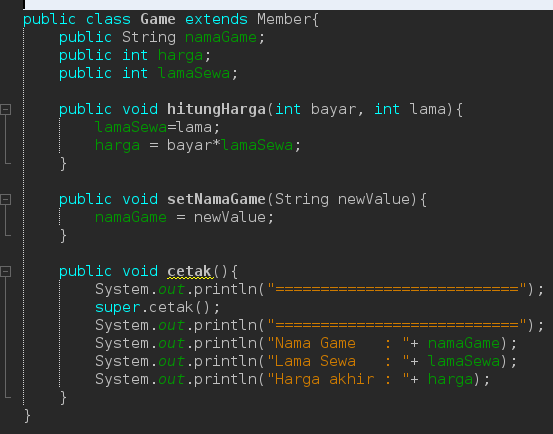 public class Game extends Member{
    public String namaGame;
    public int harga;
    public int lamaSewa;
    public void hitungHarga(int bayar, int lama){
        lamaSewa=lama;
        harga = bayar*lamaSewa;
    }
    public void setNamaGame(String newValue){
        namaGame = newValue;
    }
    public void cetak(){
        System.out.println("===========================");
        super.cetak();
        System.out.println("===========================");
        System.out.println("Nama Game   : "+ namaGame);
        System.out.println("Lama Sewa   : "+ lamaSewa);
        System.out.println("Harga akhir : "+ harga);
    }
}